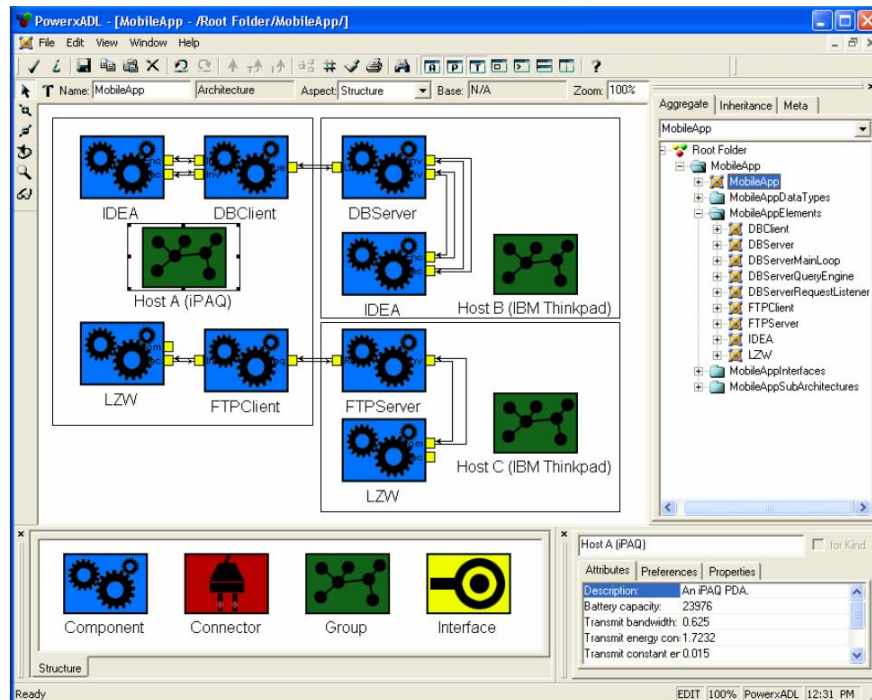 PowerxADL - [MobileApp - /Root Folder/MobileApp/]
File Edit View Window Help
Name: MobileApp Architecture Aspect: Structure Base: N/A Zoom: 100%
Aggregate Inheritance Meta
MobileApp
Root Folder
MobileApp
MobileApp
MobileAppDataTypes
MobileAppElements
DBClient
DBServer
DBServerMainLoop
DBServerQueryEngine
DBServerRequestListener
FTPClient
FTPServer
IDEA
LZW
MobileAppInterfaces
MobileAppSubArchitectures
IDEA DBClient DBServer
Host A (iPAQ)
IDEA
Host B (IBM Thinkpad)
LZW FTPClient FTPServer
LZW
Host C (IBM Thinkpad)
Component Connector Group Interface
Structure
Host A (iPAQ) for Kind
Attributes Preferences Properties
Description: An iPAQ PDA.
Battery capacity: 23976
Transmit bandwidth: 0.625
Transmit energy con: 1.7232
Transmit constant er 0.015
Ready EDIT 100% PowerxADL 12:31 PM